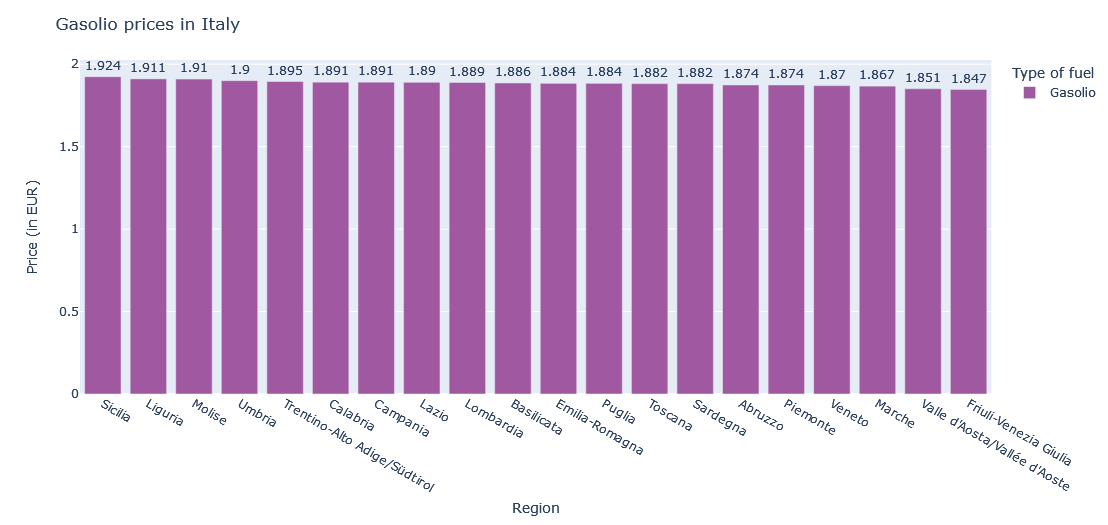 Gasolio prices in Italy
2
1.5
1
0.5
0
Price (in EUR)
1.924 1.911 1.91 1.9 1.895 1.891 1.891 1.89 1.889 1.886 1.884 1.884 1.882 1.882 1.874 1.874 1.87 1.867 1.851 1.847
Sicilia
Liguria
Molise
Umbria
Trentino-Alto Adige/Südtirol
Calabria
Campania
Lazio
Lombardia
Basilicata
Emilia-Romagna
Puglia
Toscana
Sardegna
Abruzzo
Piemonte
Veneto
Marche
Valle d'Aosta/Vallée d'Aoste
Friuli-Venezia Giulia
Region
Type of fuel
Gasolio